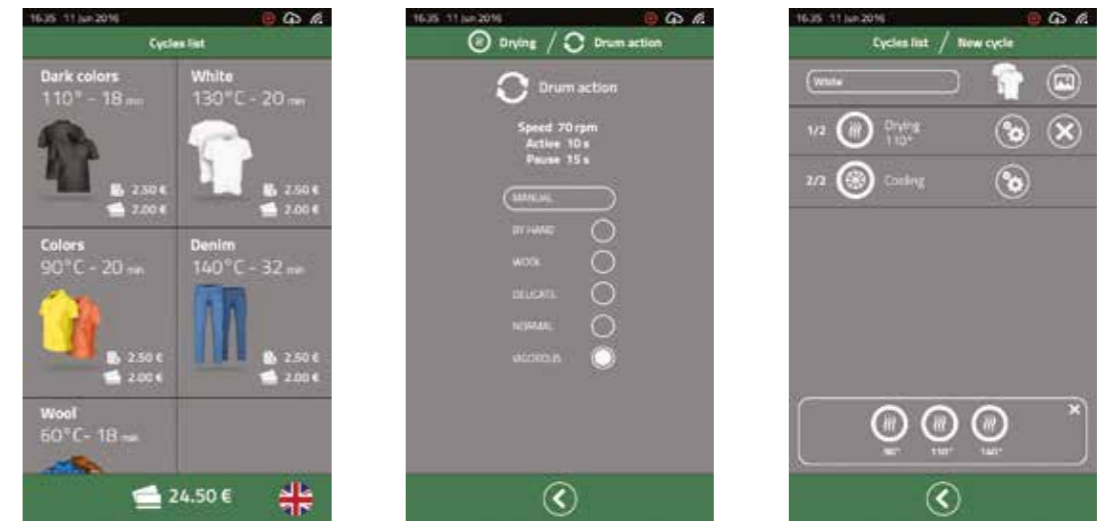 16.35 11 Jun 2016
Cycles list
Dark colors
110° - 18 min
2.50 €
2.00 €
White
130°C - 20 min
2.50 €
2.00 €
Colors
90°C - 20 min
2.50 €
2.00 €
Denim
140°C - 32 min
2.50 €
2.00 €
Wool
60°C- 18 min
24.50 €
16.35 11 Jun 2016
Drying / Drum action
Drum action
Speed 70 rpm
Active 10 s
Pause 15 s
MANUAL
BY HAND
WOOL
DELICATE
NORMAL
VIGOROUS
16.35 11 Jun 2016
Cycles list / New cycle
White
1/2 Drying
110°
2/2 Cooling
90° 110° 140°